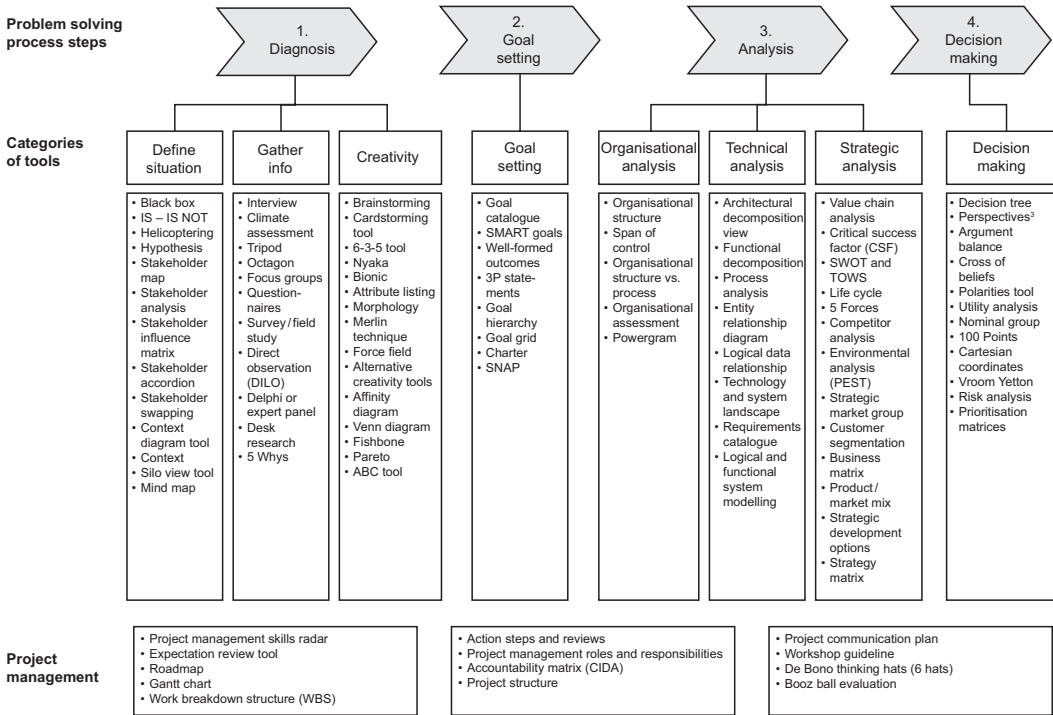 Problem solving
process steps
1.
Diagnosis
2.
Goal
setting
3.
Analysis
4.
Decision
making
Categories
of tools
Define
situation
Gather
info
Creativity
Goal
setting
Organisational
analysis
Technical
analysis
Strategic
analysis
Decision
making
• Black box
• IS – IS NOT
• Helicoptering
• Hypothesis
• Stakeholder
map
• Stakeholder
analysis
• Stakeholder
influence
matrix
• Stakeholder
accordion
• Stakeholder
swapping
• Context
diagram tool
• Context
• Silo view tool
• Mind map
• Interview
• Climate
assessment
• Tripod
• Octagon
• Focus groups
• Question-
naires
• Survey/field
study
• Direct
observation
(DILO)
• Delphi or
expert panel
• Desk
research
• 5 Whys
• Brainstorming
• Cardstorming
tool
• 6-3-5 tool
• Nyaka
• Bionic
• Attribute listing
• Morphology
• Merlin
technique
• Force field
• Alternative
creativity tools
• Affinity
diagram
• Venn diagram
• Fishbone
• Pareto
• ABC tool
• Goal
catalogue
• SMART goals
• Well-formed
outcomes
• 3P state-
ments
• Goal
hierarchy
• Goal grid
• Charter
• SNAP
• Organisational
structure
• Span of
control
• Organisational
structure vs.
process
• Organisational
assessment
• Powergram
• Architectural
decomposition
view
• Functional
decomposition
• Process
analysis
• Entity
relationship
diagram
• Logical data
relationship
• Technology
and system
landscape
• Requirements
catalogue
• Logical and
functional
system
modelling
• Value chain
analysis
• Critical success
factor (CSF)
• SWOT and
TOWS
• Life cycle
• 5 Forces
• Competitor
analysis
• Environmental
analysis
(PEST)
• Strategic
market group
• Customer
segmentation
• Business
matrix
• Product/
market mix
• Strategic
development
options
• Strategy
matrix
• Decision tree
• Perspectives³
• Argument
balance
• Cross of
beliefs
• Polarities tool
• Utility analysis
• Nominal group
• 100 Points
• Cartesian
coordinates
• Vroom Yetton
• Risk analysis
• Prioritisation
matrices
Project
management
• Project management skills radar
• Expectation review tool
• Roadmap
• Gantt chart
• Work breakdown structure (WBS)
• Action steps and reviews
• Project management roles and responsibilities
• Accountability matrix (CIDA)
• Project structure
• Project communication plan
• Workshop guideline
• De Bono thinking hats (6 hats)
• Booz ball evaluation